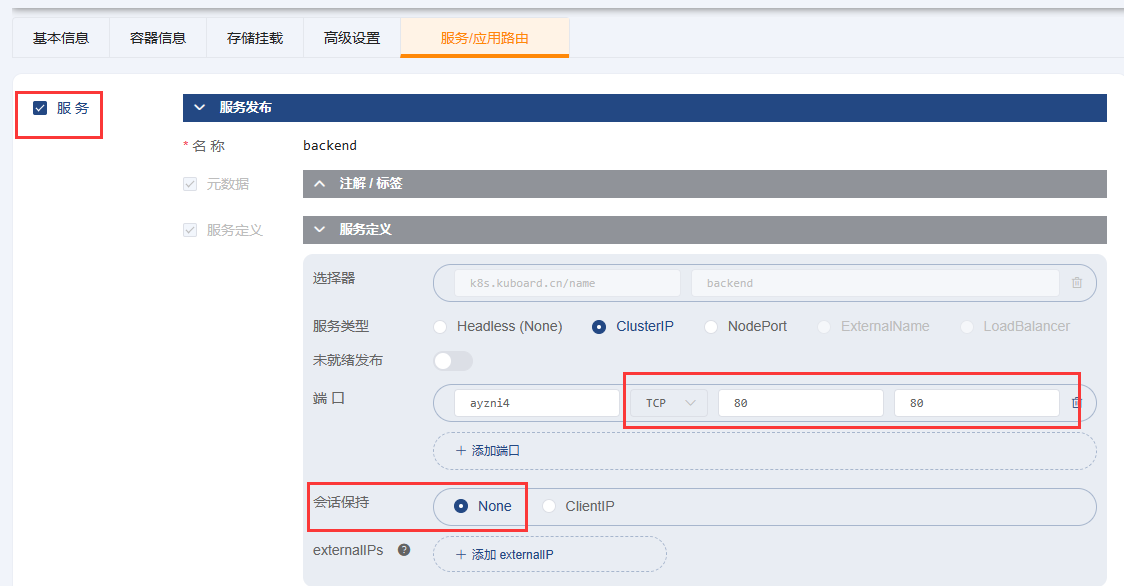 基本信息 容器信息 存储挂载 高级设置 服务/应用路由
服 务 服务发布
* 名 称 backend
元数据 注解 / 标签
服务定义 服务定义
选择器 k8s.kuboard.cn/name backend
服务类型 Headless (None) ClusterIP NodePort ExternalName LoadBalancer
未就绪发布
端 口 ayzni4 TCP 80 80
+ 添加端口
会话保持 None ClientIP
externalIPs ? + 添加 externalIP